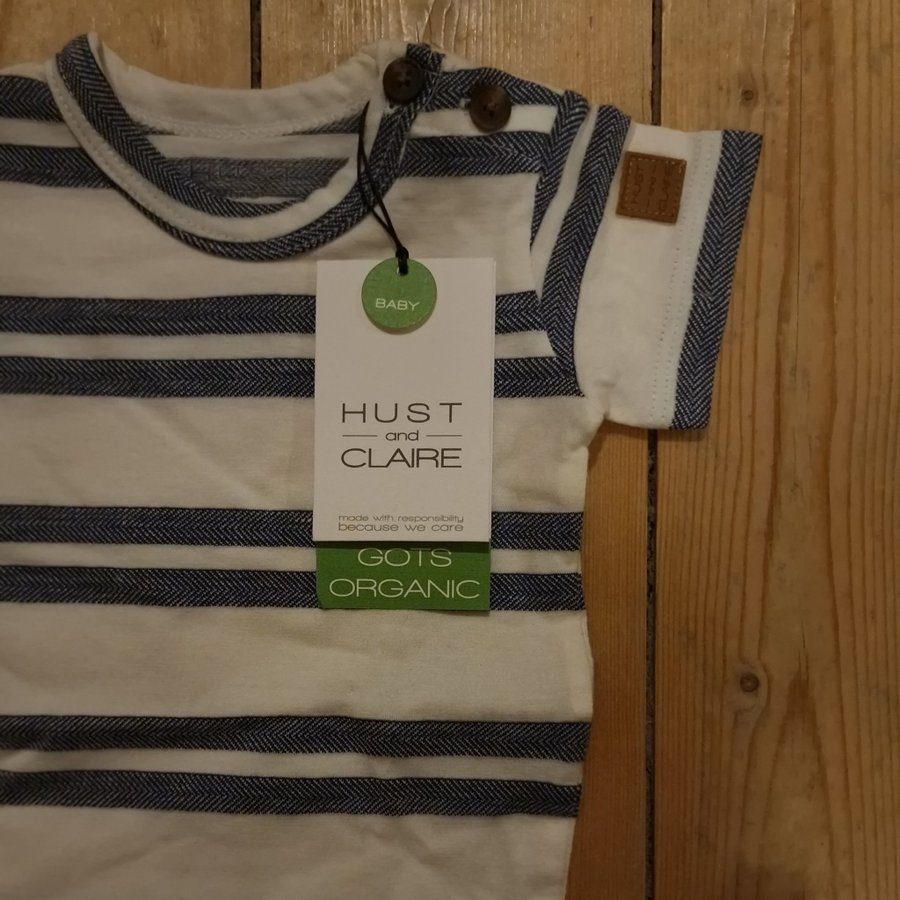 BABY
HUST
and
CLAIRE
made with responsibility
because we care
GOTS
ORGANIC